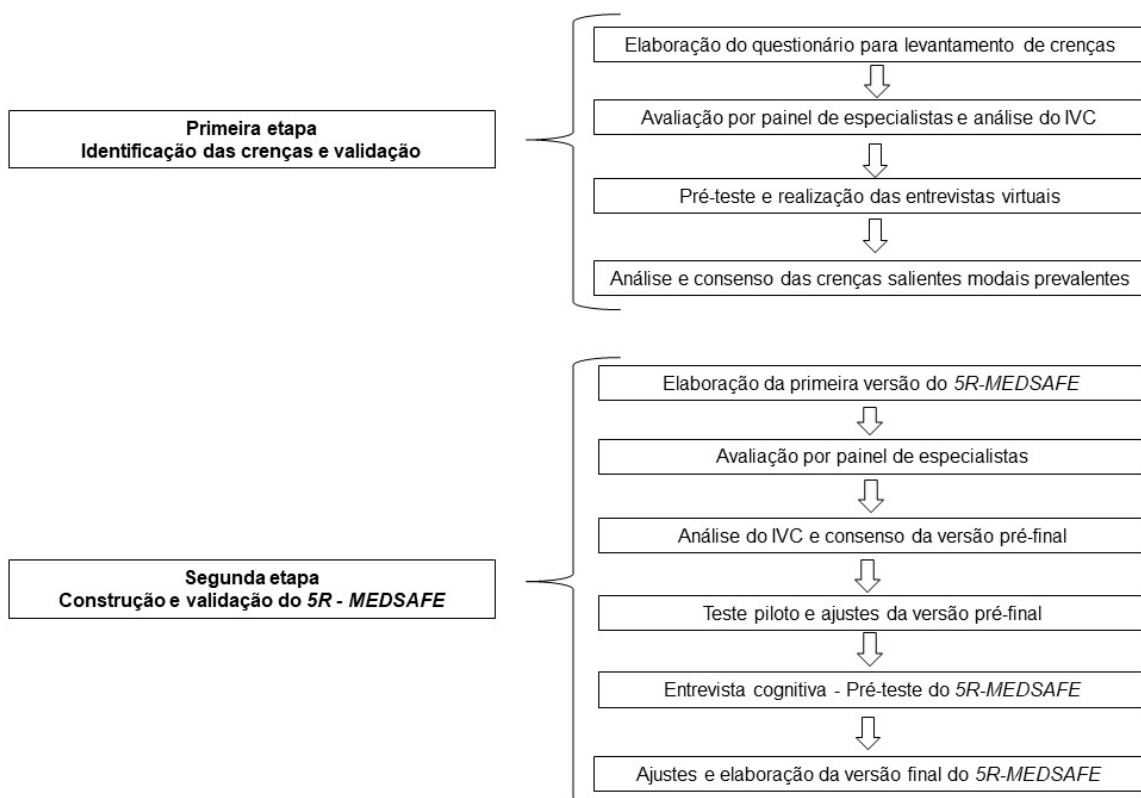 Elaboração do questionário para levantamento de crenças
Avaliação por painel de especialistas e análise do IVC
Primeira etapa
Identificação das crenças e validação
Pré-teste e realização das entrevistas virtuais
Análise e consenso das crenças salientes modais prevalentes
Elaboração da primeira versão do 5R-MEDSAFE
Avaliação por painel de especialistas
Análise do IVC e consenso da versão pré-final
Segunda etapa
Construção e validação do 5R - MEDSAFE
Teste piloto e ajustes da versão pré-final
Entrevista cognitiva - Pré-teste do 5R-MEDSAFE
Ajustes e elaboração da versão final do 5R-MEDSAFE